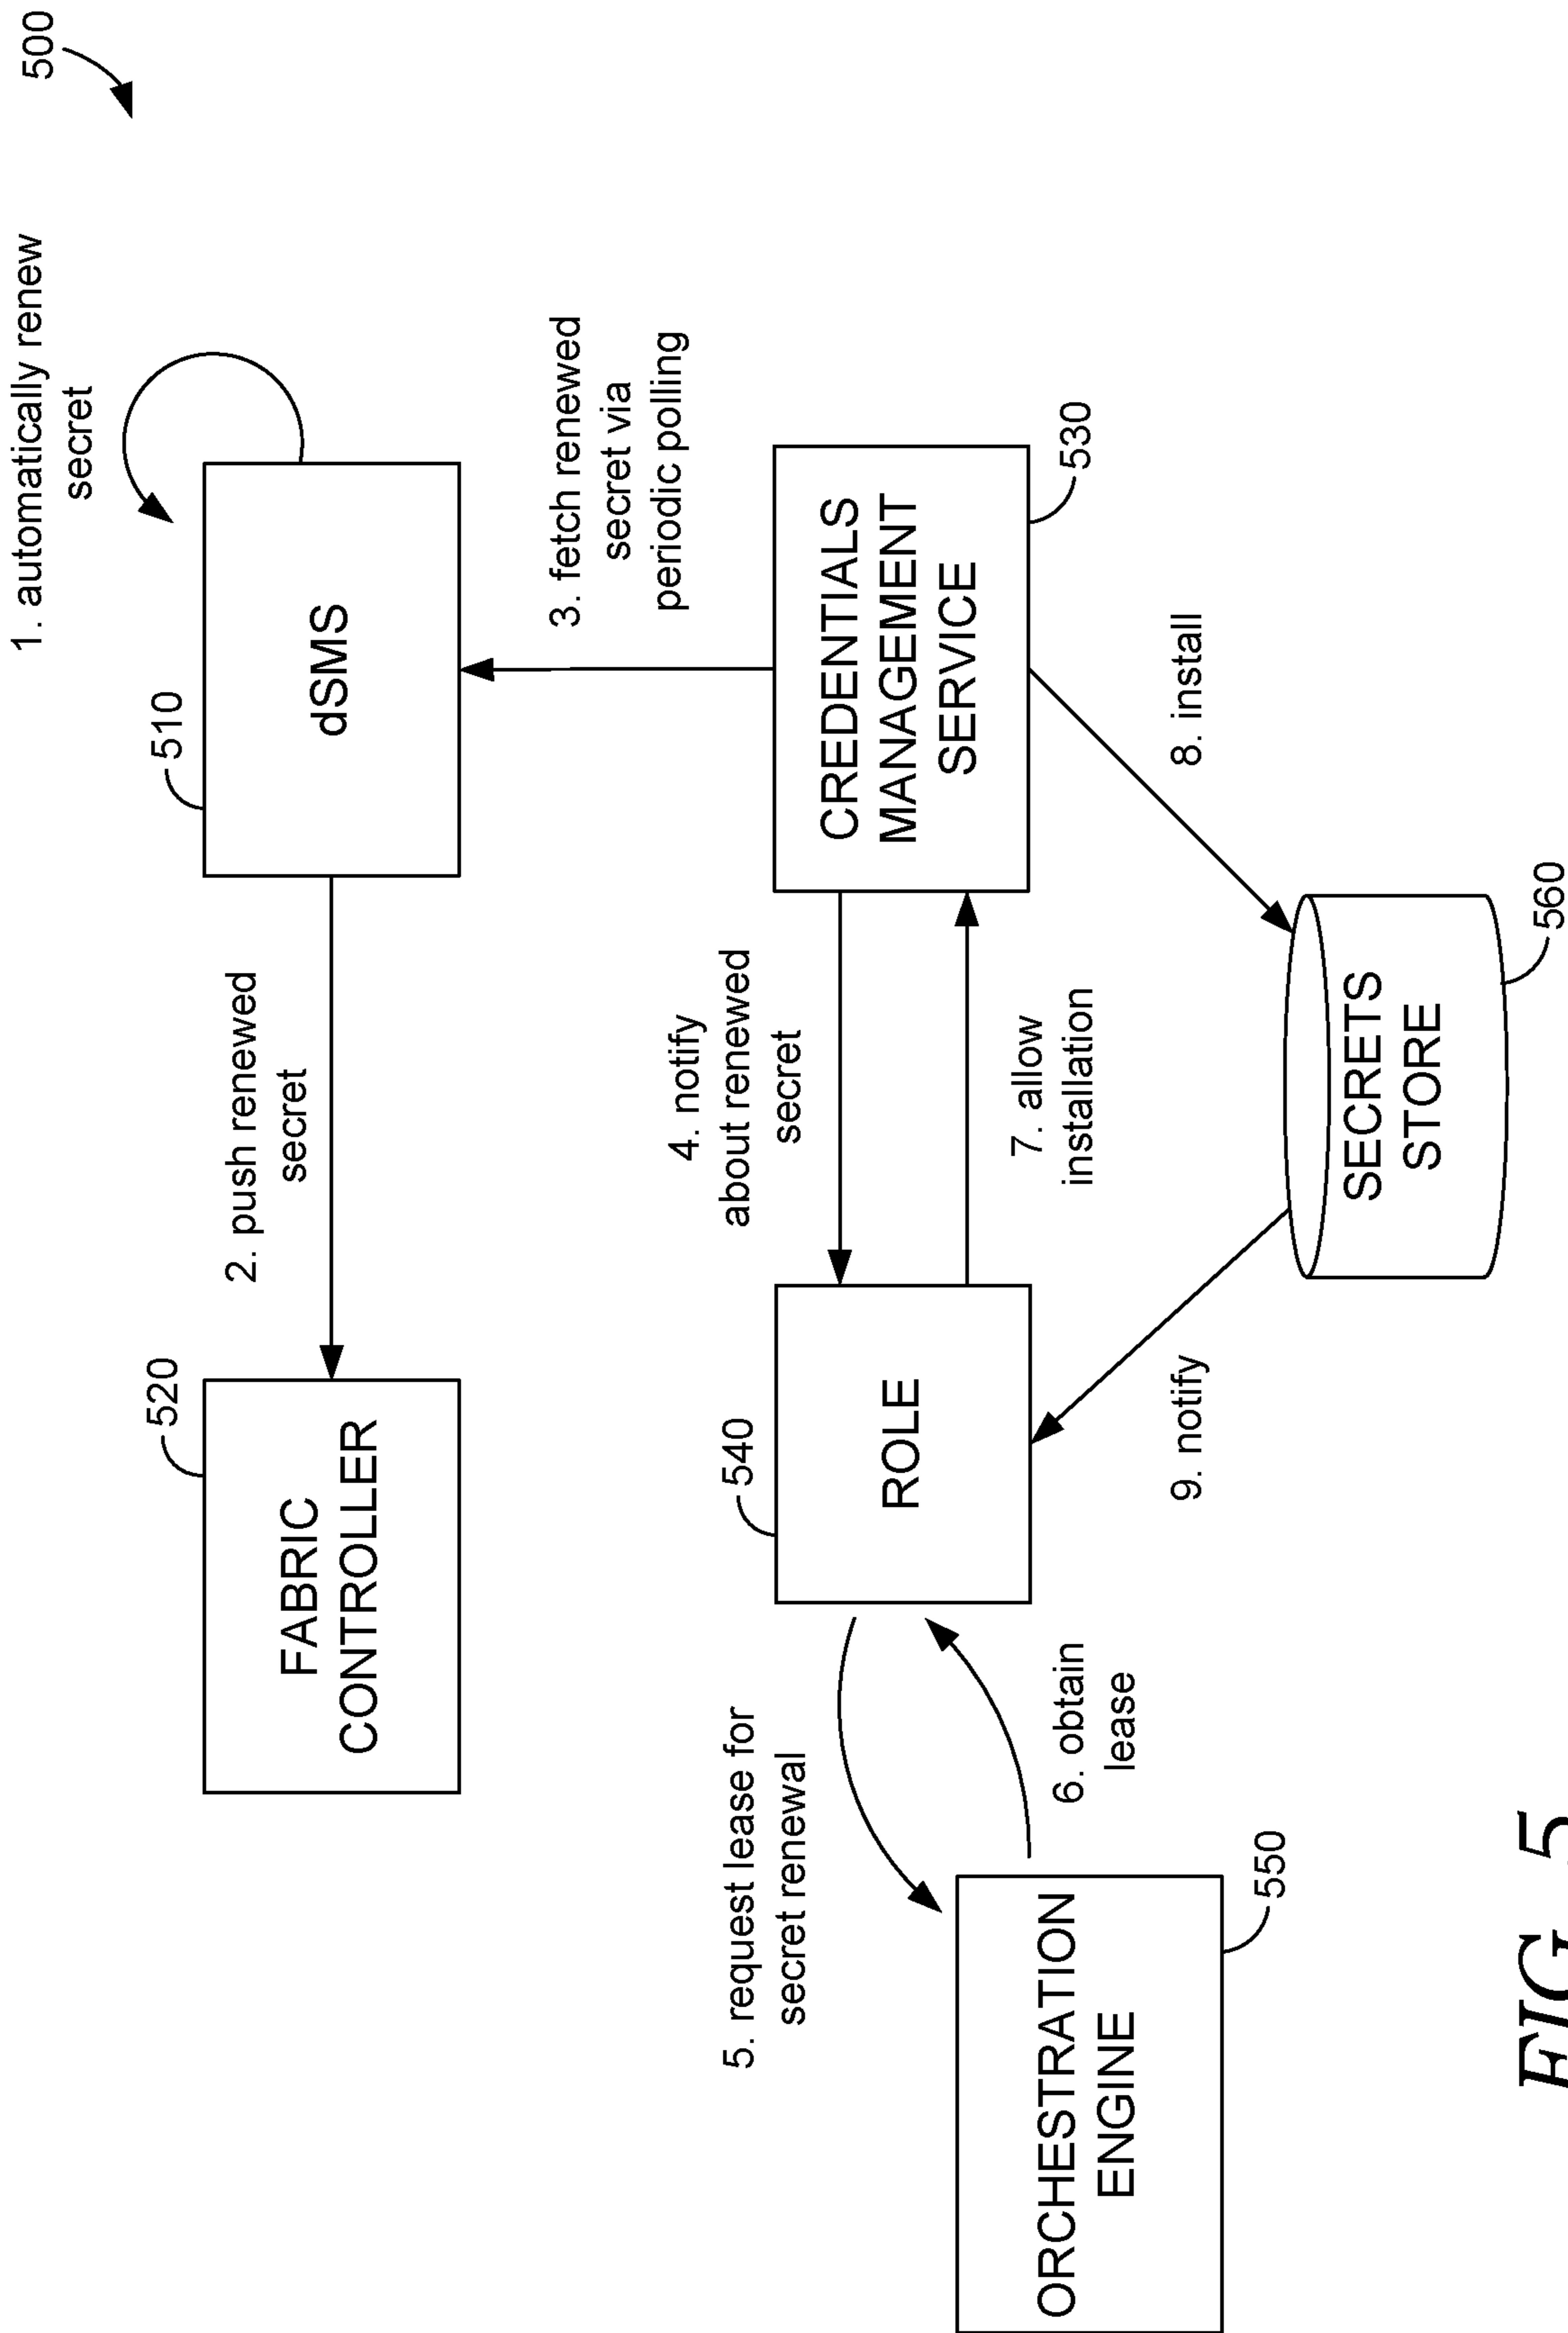 500
1. automatically renew
secret
510
dSMS
2. push renewed
secret
520
FABRIC
CONTROLLER
3. fetch renewed
secret via
periodic polling
CREDENTIALS
MANAGEMENT
SERVICE
530
4. notify
about renewed
secret
540
ROLE
5. request lease for
secret renewal
6. obtain
lease
ORCHESTRATION
ENGINE
550
7. allow
installation
8. install
SECRETS
STORE
560
9. notify
FIG. 5